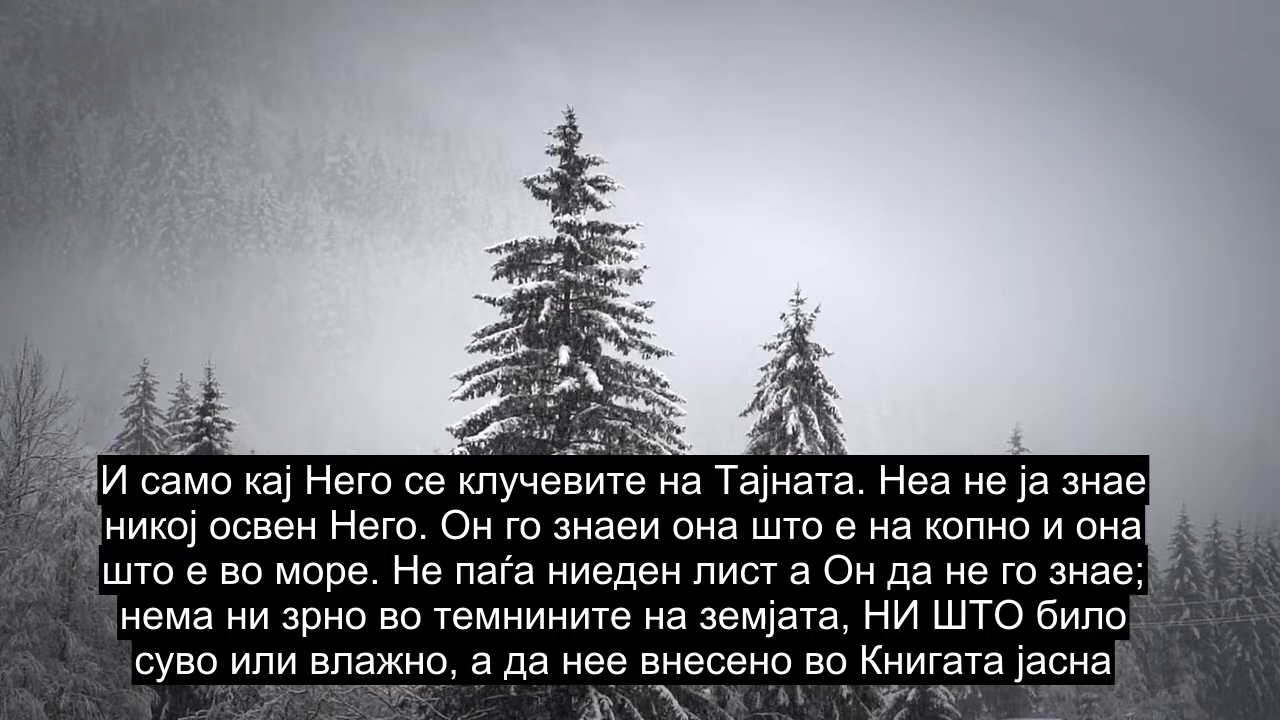 И само кај Него се клучевите на Тајната. Неа не ја знае
никој освен Него. Он го знаеи она што е на копно и она
што е во море. Не паѓа ниеден лист а Он да не го знае;
нема ни зрно во темнините на земјата, НИ ШТО било
суво или влажно, а да нее внесено во Книгата јасна